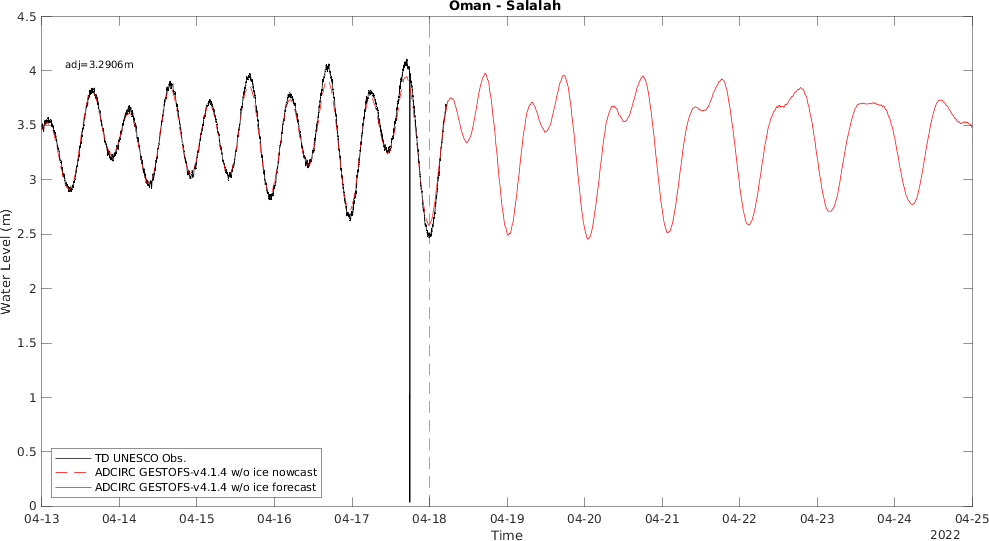 Oman - Salalah
4.5
4
3.5
3
2.5
2
1.5
1
0.5
0
Water Level (m)
adj=3.2906m
TD UNESCO Obs.
ADCIRC GESTOFS-v4.1.4 w/o ice nowcast
ADCIRC GESTOFS-v4.1.4 w/o ice forecast
04-13 04-14 04-15 04-16 04-17 04-18 04-19 04-20 04-21 04-22 04-23 04-24 04-25
Time
2022